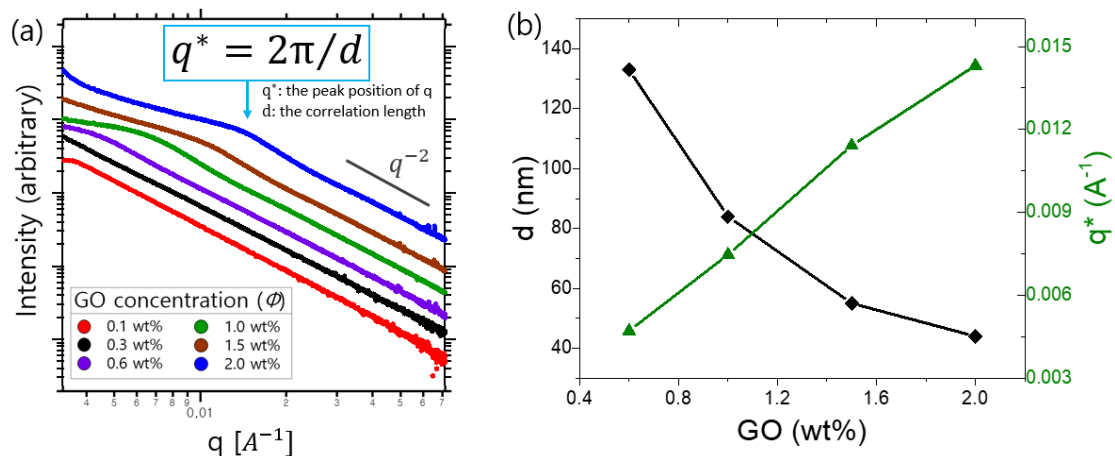 (a)
q* = 2π/d
q*: the peak position of q
d: the correlation length
q⁻²
Intensity (arbitrary)
GO concentration (Φ)
0.1 wt% 1.0 wt%
0.3 wt% 1.5 wt%
0.6 wt% 2.0 wt%
4 5 6 7 8 9 0.01 2 3 4 5 6 7
q [A⁻¹]
(b)
140
120
100
80
60
40
d (nm)
0.4 0.8 1.2 1.6 2.0
GO (wt%)
0.015
0.012
0.009
0.006
0.003
q* (A⁻¹)